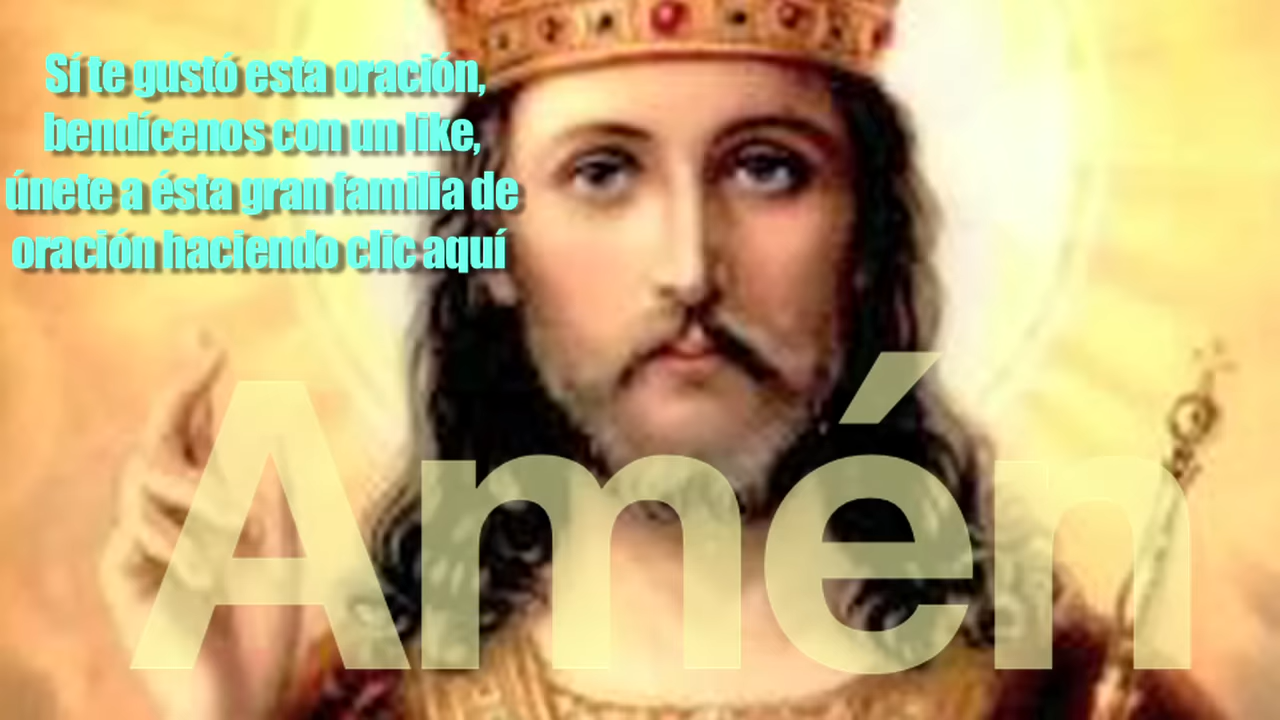 Sí te gustó esta oración,
bendícenos con un like,
únete a ésta gran familia de
oración haciendo clic aquí
Amén